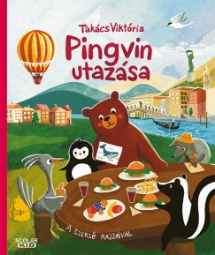 Takács Viktória
Pingvin
utazása
A SZERZŐ RAJZAIVAL
SCOLAR
KID